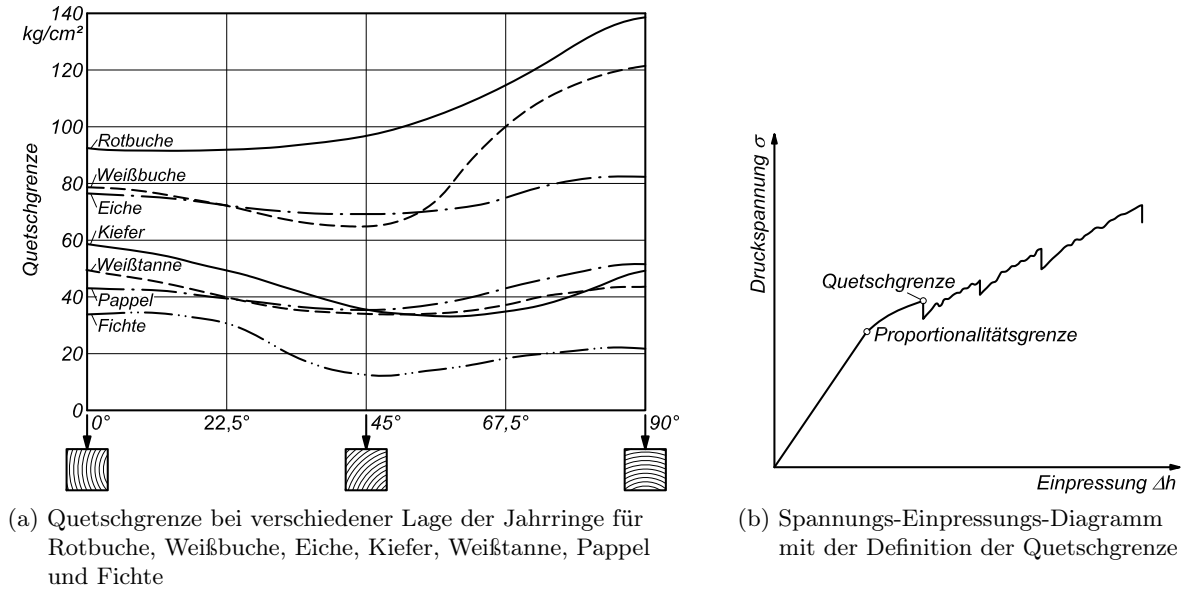 140
kg/cm²
120
100
80
60
40
20
0
Quetschgrenze
Rotbuche
Weißbuche
Eiche
Kiefer
Weißtanne
Pappel
Fichte
0°
22,5°
45°
67,5°
90°
(a) Quetschgrenze bei verschiedener Lage der Jahrringe für
Rotbuche, Weißbuche, Eiche, Kiefer, Weißtanne, Pappel
und Fichte
Druckspannung σ
Quetschgrenze
Proportionalitätsgrenze
Einpressung Δh
(b) Spannungs-Einpressungs-Diagramm
mit der Definition der Quetschgrenze